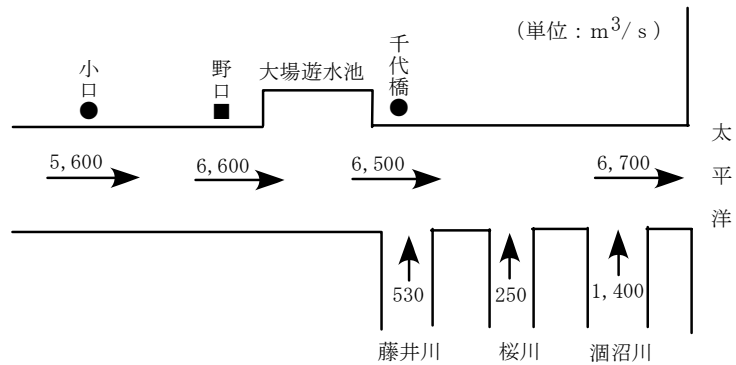 (単位：m³/s)
小口
野口
大場遊水池
千代橋
5,600
6,600
6,500
6,700
太平洋
530
250
1,400
藤井川
桜川
涸沼川